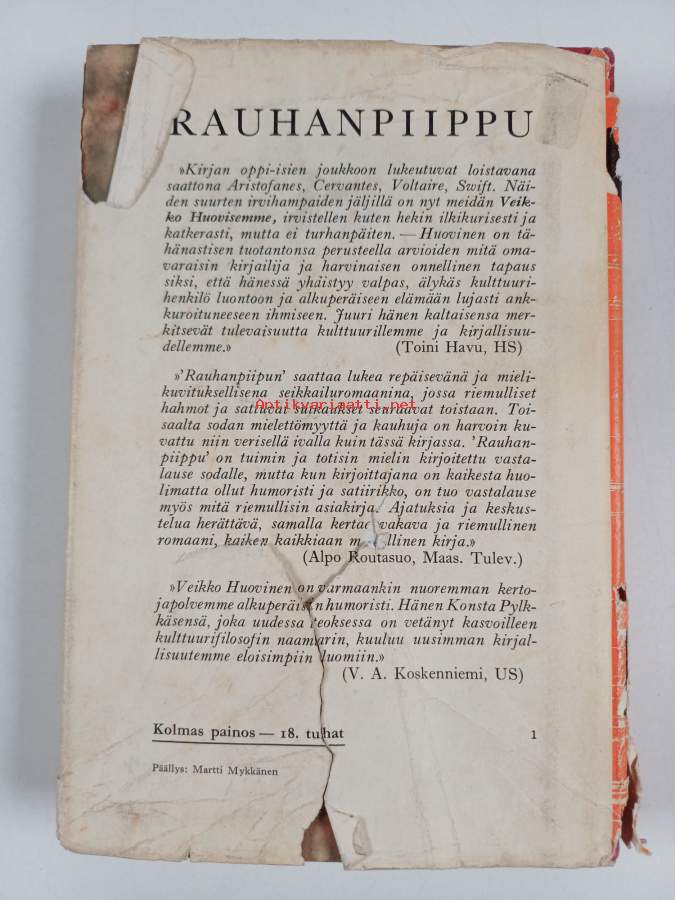 RAUHANPIIPPU
»Kirjan oppi-isien joukkoon lukeutuvat loistavana
saattona Aristofanes, Cervantes, Voltaire, Swift. Näi-
den suurten irvihampaiden jäljillä on nyt meidän Veik-
ko Huovisemme, irvistellen kuten hekin ilkikurisesti ja
katkerasti, mutta ei turhanpäiten. — Huovinen on tä-
hänastisen tuotantonsa perusteella arvioiden mitä oma-
varaisin kirjailija ja harvinaisen onnellinen tapaus
siksi, että hänessä yhdistyy valpas, älykäs kulttuuri-
henkilö luontoon ja alkuperäiseen elämään lujasti ank-
kuroituneeseen ihmiseen. Juuri hänen kaltaisensa mer-
kitsevät tulevaisuutta kulttuurillemme ja kirjallisuu-
dellemme.» (Toini Havu, HS)
»'Rauhanpiipun' saattaa lukea repäisevänä ja mieli-
kuvituksellisena seikkailuromaanina, jossa riemulliset
hahmot ja satiiriset seuraavat toistaan. Toi-
Antikvariaatti.net
saalta sodan mielettömyyttä ja kauhuja on harvoin ku-
vattu niin verisellä ivalla kuin tässä kirjassa. 'Rauhan-
piippu' on tuimin ja totisin mielin kirjoitettu vasta-
lause sodalle, mutta kun kirjoittajana on kaikesta huo-
limatta ollut humoristi ja satiirikko, on tuo vastalause
myös mitä riemullisin asiakirja. Ajatuksia ja keskus-
telua herättävä, samalla kertaa vakava ja riemullinen
romaani, kaiken kaikkiaan kirja.»
(Alpo Routasuo, Maas. Tulev.)
»Veikko Huovinen on varmaankin nuoremman kerto-
japolvemme alkuperäisin humoristi. Hänen Konsta Pylk-
käsensä, joka uudessa teoksessa on vetänyt kasvoilleen
kulttuurifilosofin naamarin, kuuluu uusimman kirjal-
lisuutemme eloisimpiin luomiin.»
(V. A. Koskenniemi, US)
Kolmas painos — 18. tuhat 1
Päällys: Martti Mykkänen